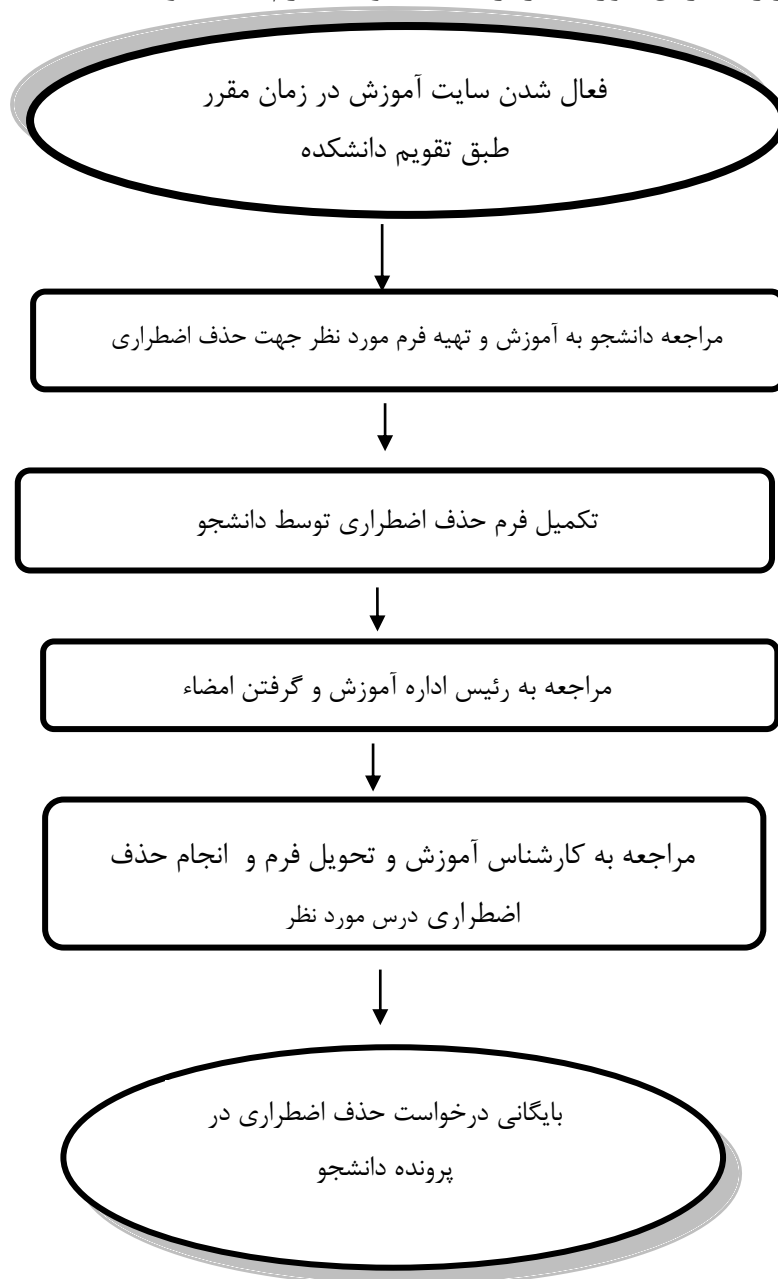 فعال شدن سایت آموزش در زمان مقرر
طبق تقویم دانشکده
مراجعه دانشجو به آموزش و تهیه فرم مورد نظر جهت حذف اضطراری
تکمیل فرم حذف اضطراری توسط دانشجو
مراجعه به رئیس اداره آموزش و گرفتن امضاء
مراجعه به کارشناس آموزش و تحویل فرم و انجام حذف
اضطراری درس مورد نظر
بایگانی درخواست حذف اضطراری در
پرونده دانشجو